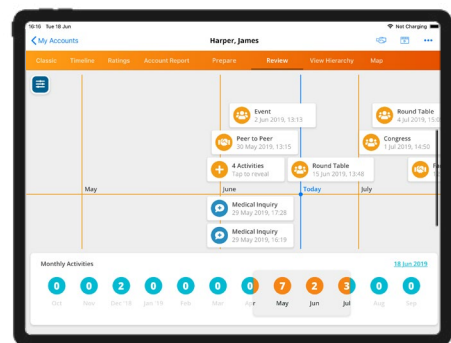 16:16 Tue 18 Jun
Not Charging
My Accounts
Harper, James
Classic Timeline Ratings Account Report Prepare Review View Hierarchy Map
Event
2 Jun 2019, 13:13
Round Table
4 Jul 2019, 15:0
Peer to Peer
30 May 2019, 13:15
Congress
1 Jul 2019, 14:50
4 Activities
Tap to reveal
Round Table
15 Jun 2019, 13:48
May June Today July
Medical Inquiry
29 May 2019, 17:28
Medical Inquiry
29 May 2019, 16:19
Monthly Activities
18 Jun 2019
0 0 2 0 0 0 0 7 2 3 0 0
Oct Nov Dec '18 Jan '19 Feb Mar Apr May Jun Jul Aug Sep